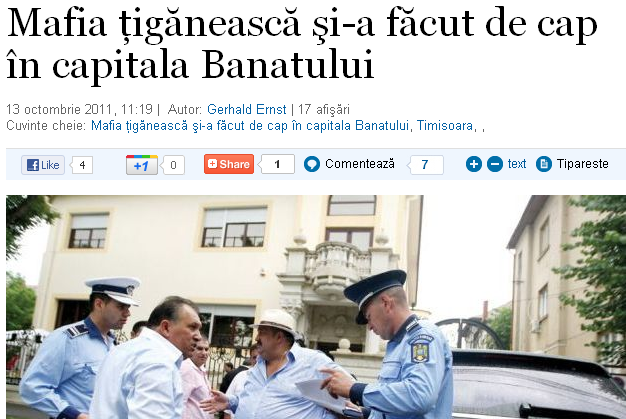 Mafia ţigănească şi-a făcut de cap
în capitala Banatului
13 octombrie 2011, 11:19 | Autor: Gerhald Ernst | 17 afişări
Cuvinte cheie: Mafia ţigănească şi-a făcut de cap în capitala Banatului, Timisoara, ,
Like 4 +1 0 Share 1 Comentează 7 + - text Tipareste